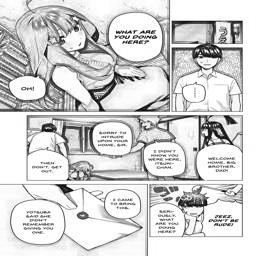 WHAT ARE
YOU DOING
HERE?
OH!
WELCOME
HOME, BIG
BROTHER,
DAD!
I DIDN'T
KNOW YOU
WERE HERE,
ITSUKI-
CHAN.
SORRY TO
INTRUDE
UPON YOUR
HOME, SIR.
THEN
DON'T.
GET
OUT.
JEEZ,
DON'T BE
RUDE!
SERI-
OUSLY,
WHAT ARE
YOU DOING
HERE?
I CAME
TO BRING
THIS.
YOTSUBA
SAID SHE
DIDN'T
REMEMBER
GIVING
YOU ONE.